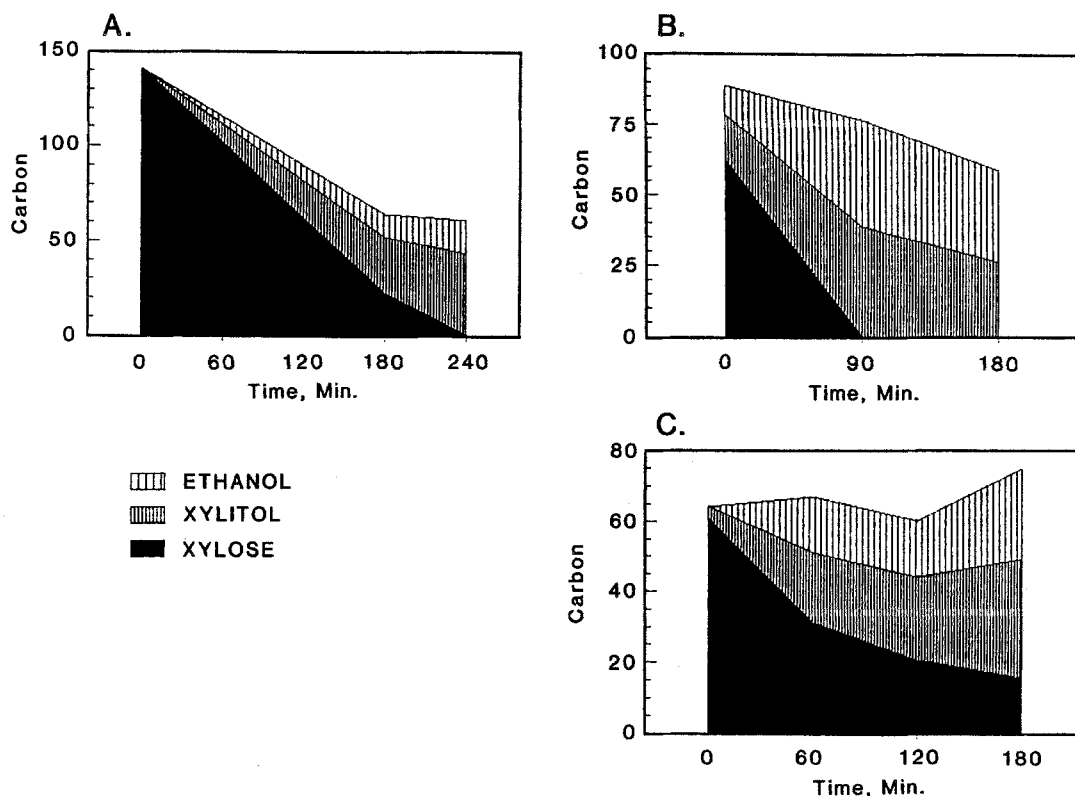 A.
150
100
50
0
Carbon
0 60 120 180 240
Time, Min.
B.
100
75
50
25
0
Carbon
0 90 180
Time, Min.
ETHANOL
XYLITOL
XYLOSE
C.
80
60
40
20
0
Carbon
0 60 120 180
Time, Min.